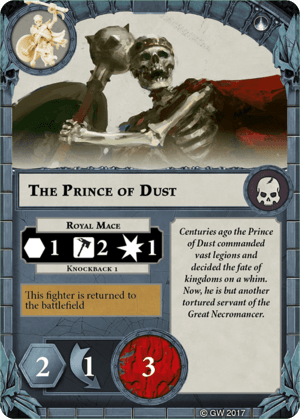 The Prince of Dust
Royal Mace
1 2 1
Knockback 1
This fighter is returned to
the battlefield
Centuries ago the Prince
of Dust commanded
vast legions and
decided the fate of
kingdoms on a whim.
Now, he is but another
tortured servant of the
Great Necromancer.
2 1 3
© GW 2017